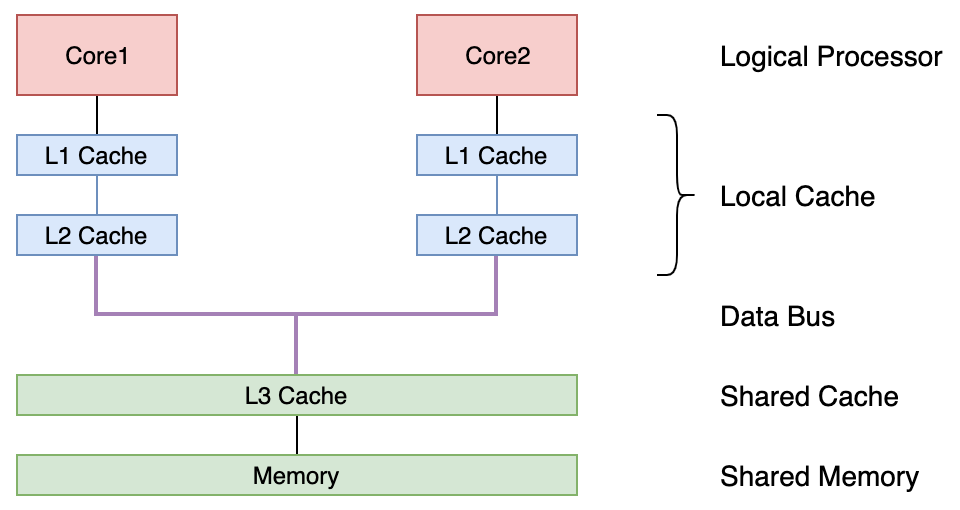 Core1
Core2
Logical Processor
L1 Cache
L1 Cache
Local Cache
L2 Cache
L2 Cache
Data Bus
L3 Cache
Shared Cache
Memory
Shared Memory